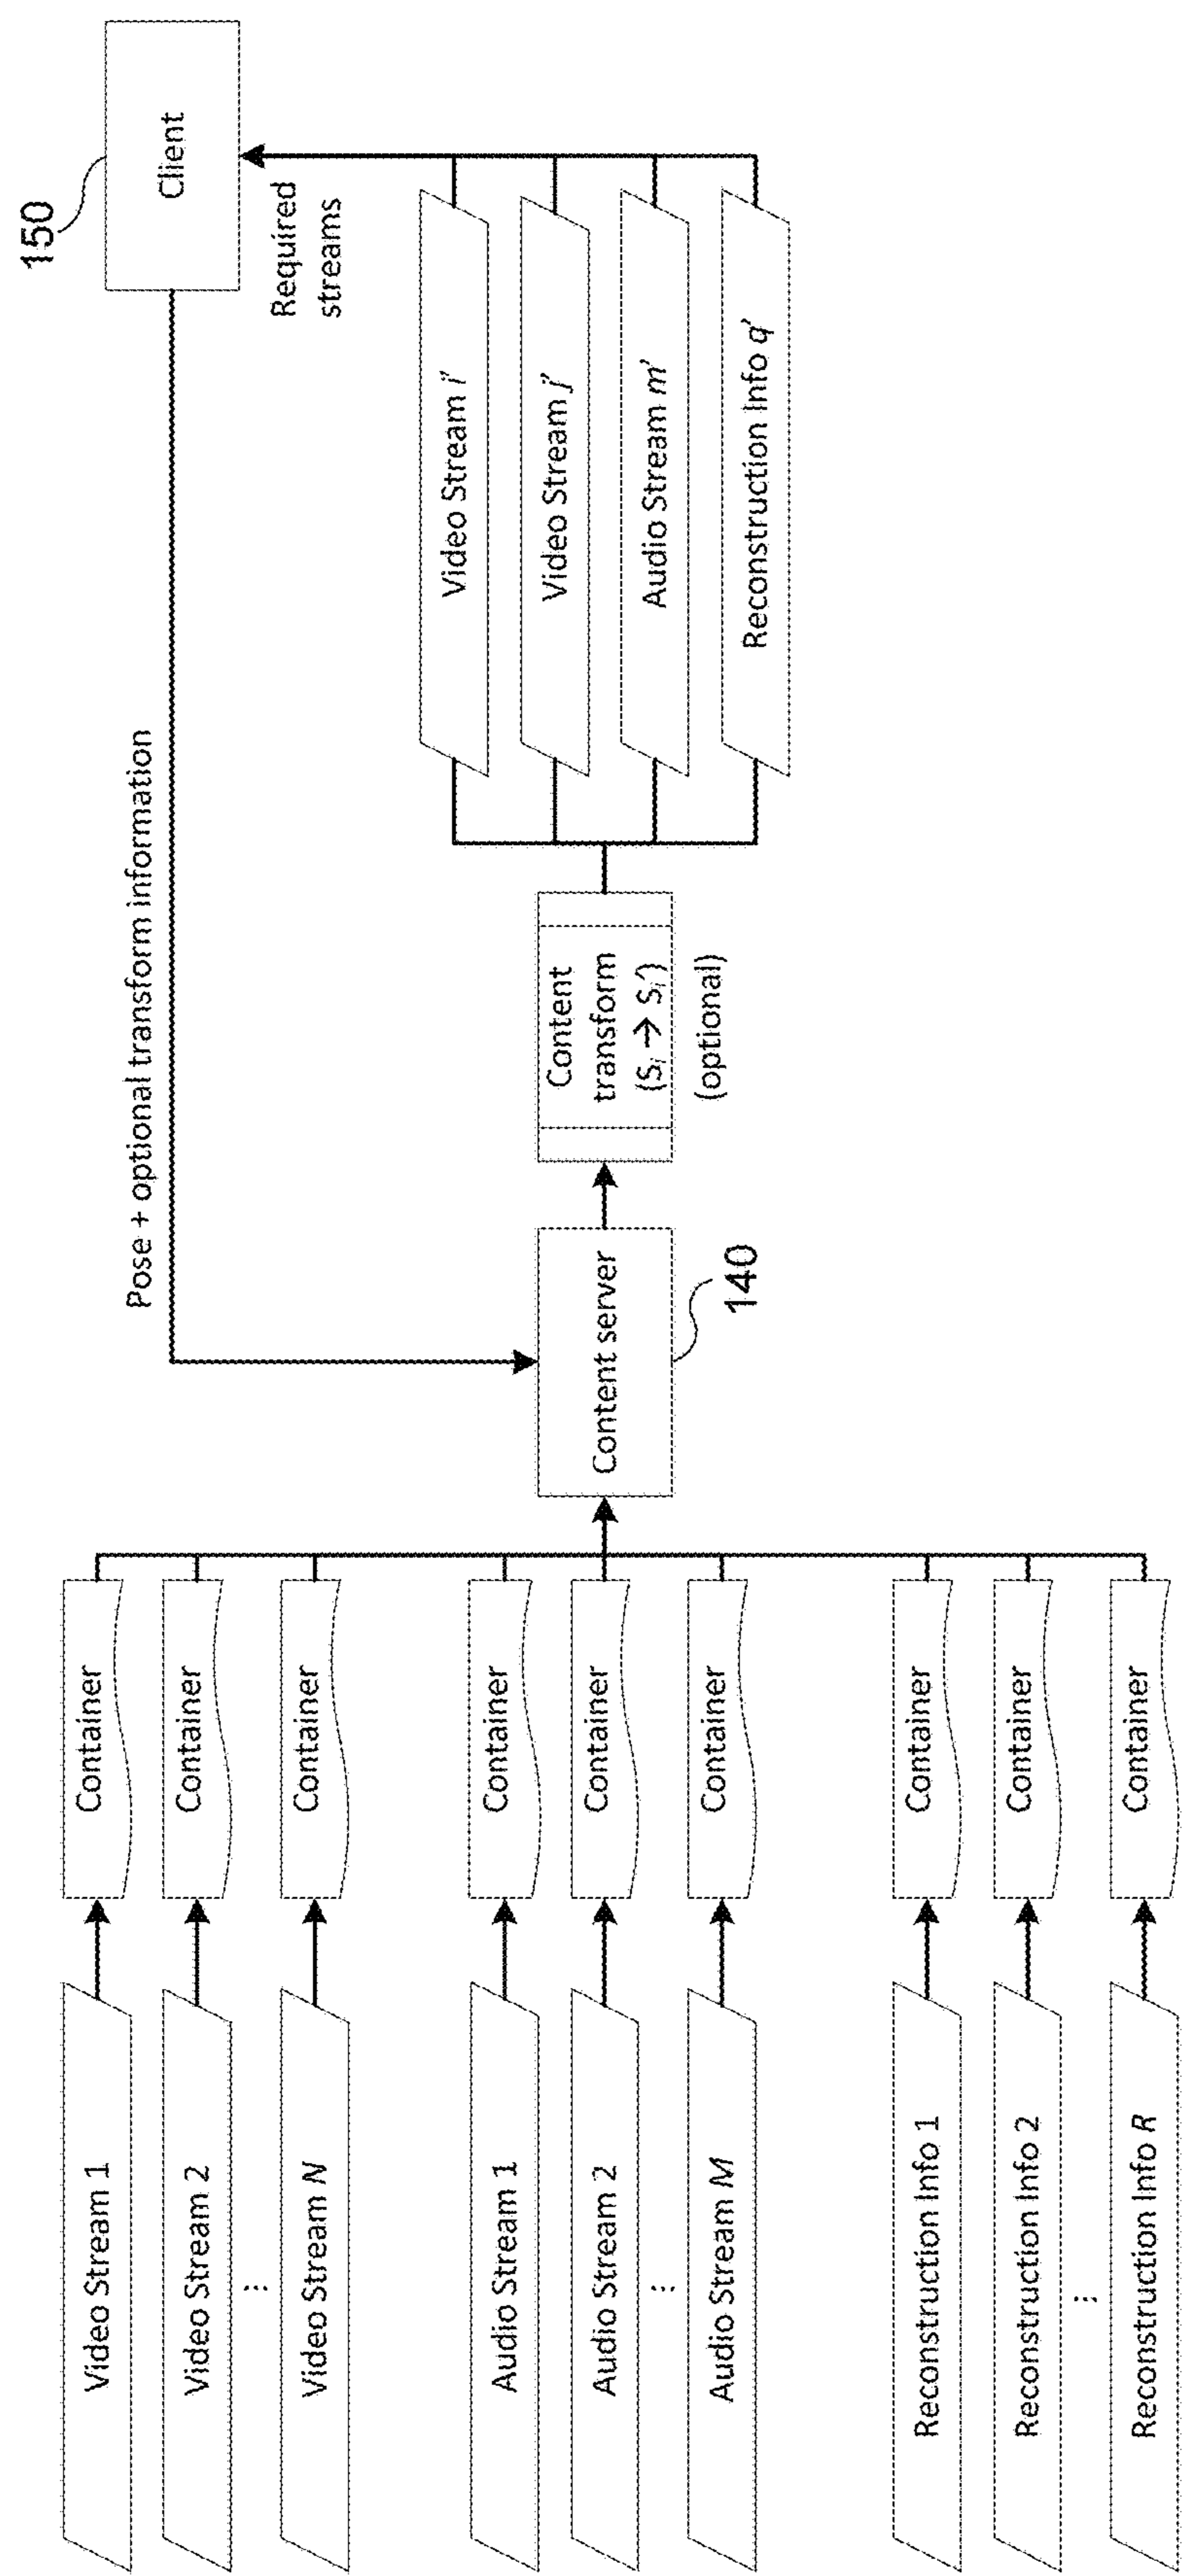 Video Stream 1
Container
Video Stream 2
Container
...
Video Stream N
Container
Audio Stream 1
Container
Audio Stream 2
Container
...
Audio Stream M
Container
Reconstruction Info 1
Container
Reconstruction Info 2
Container
...
Reconstruction Info R
Container
Content server
140
Pose + optional transform information
Content
transform
(Si → Si')
(optional)
Video Stream i'
Video Stream j'
Audio Stream m'
Reconstruction Info q'
Required
streams
Client
150